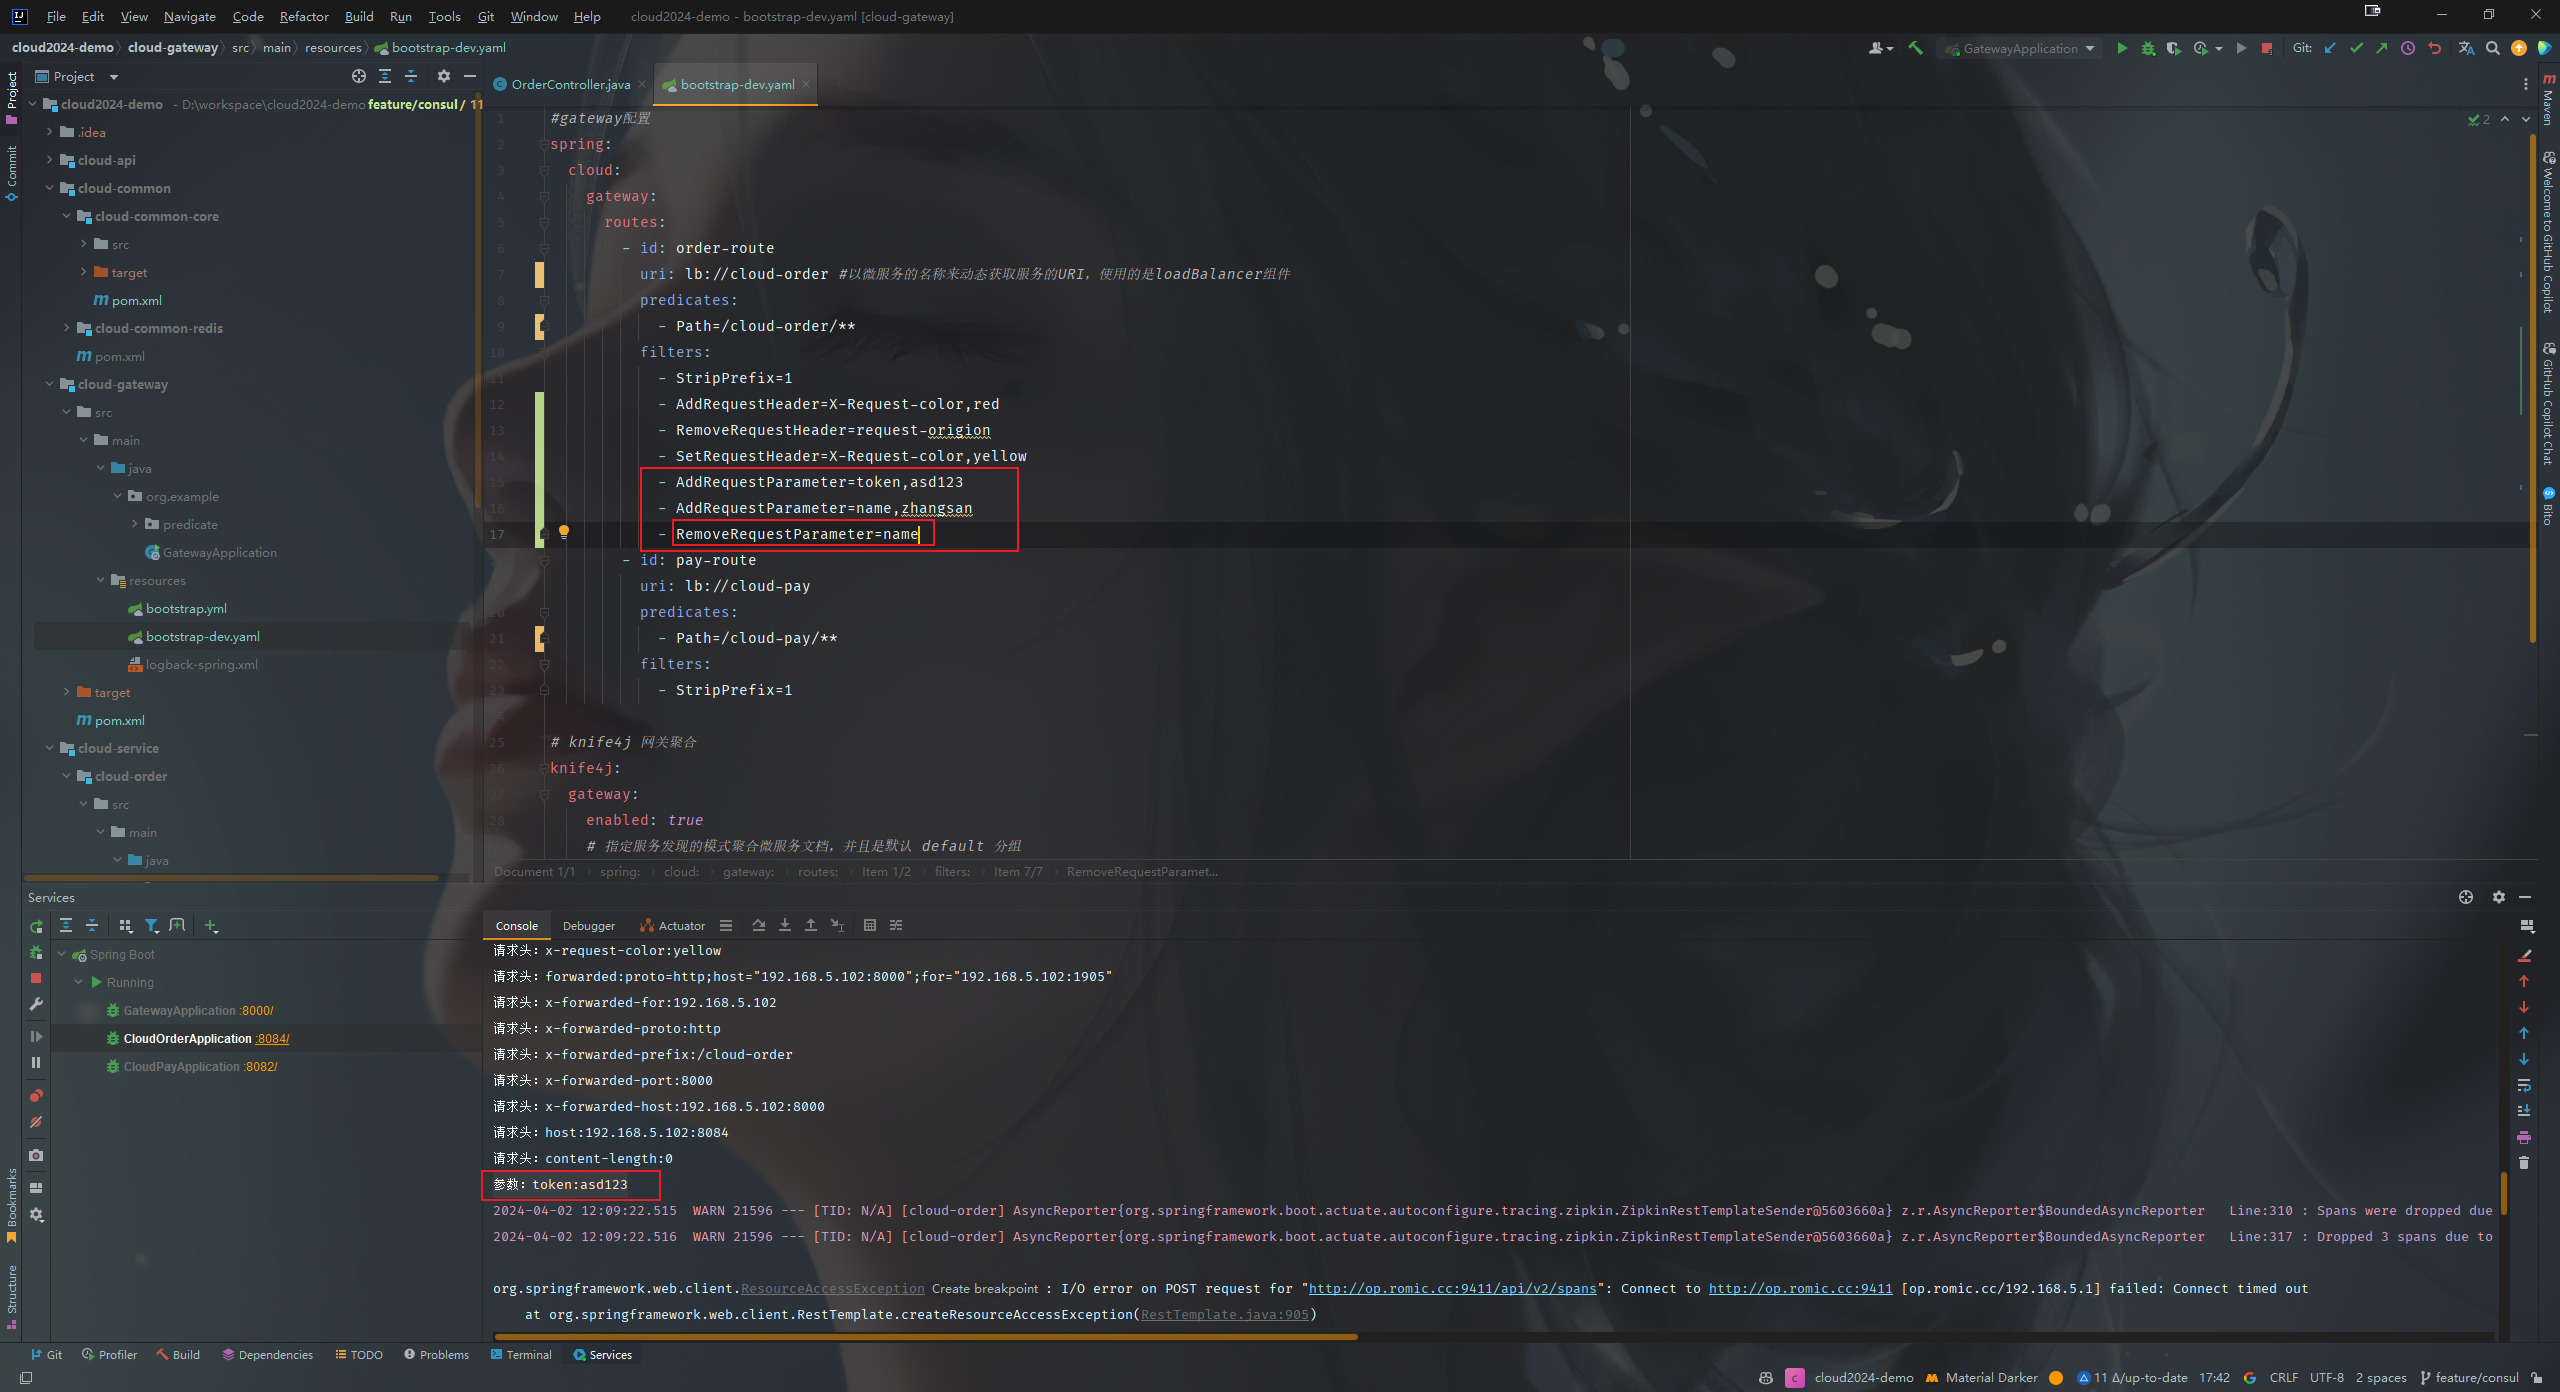 File Edit View Navigate Code Refactor Build Run Tools Git Window Help cloud2024-demo - bootstrap-dev.yaml [cloud-gateway]
cloud2024-demo cloud-gateway src main resources bootstrap-dev.yaml
GatewayApplication Git:
Project
cloud2024-demo - D:\workspace\cloud2024-demo feature/consul / 11
.idea
cloud-api
cloud-common
cloud-common-core
src
target
pom.xml
cloud-common-redis
pom.xml
cloud-gateway
src
main
java
org.example
predicate
GatewayApplication
resources
bootstrap.yml
bootstrap-dev.yaml
logback-spring.xml
target
pom.xml
cloud-service
cloud-order
src
main
java
OrderController.java bootstrap-dev.yaml
2
1 #gateway配置
2 spring:
3 cloud:
4 gateway:
5 routes:
6 - id: order-route
7 uri: lb://cloud-order #以微服务的名称来动态获取服务的URI，使用的是loadBalancer组件
8 predicates:
9 - Path=/cloud-order/**
10 filters:
11 - StripPrefix=1
12 - AddRequestHeader=X-Request-color,red
13 - RemoveRequestHeader=request-origion
14 - SetRequestHeader=X-Request-color,yellow
15 - AddRequestParameter=token,asd123
16 - AddRequestParameter=name,zhangsan
17 - RemoveRequestParameter=name
- id: pay-route
uri: lb://cloud-pay
20 predicates:
21 - Path=/cloud-pay/**
22 filters:
23 - StripPrefix=1
25 # knife4j 网关聚合
26 knife4j:
27 gateway:
28 enabled: true
# 指定服务发现的模式聚合微服务文档，并且是默认 default 分组
Document 1/1 spring: cloud: gateway: routes: Item 1/2 filters: Item 7/7 RemoveRequestParamet...
Services
Spring Boot
Running
GatewayApplication :8000/
CloudOrderApplication :8084/
CloudPayApplication :8082/
Console Debugger Actuator
请求头：x-request-color:yellow
请求头：forwarded:proto=http;host="192.168.5.102:8000";for="192.168.5.102:1905"
请求头：x-forwarded-for:192.168.5.102
请求头：x-forwarded-proto:http
请求头：x-forwarded-prefix:/cloud-order
请求头：x-forwarded-port:8000
请求头：x-forwarded-host:192.168.5.102:8000
请求头：host:192.168.5.102:8084
请求头：content-length:0
参数：token:asd123
2024-04-02 12:09:22.515 WARN 21596 --- [TID: N/A] [cloud-order] AsyncReporter{org.springframework.boot.actuate.autoconfigure.tracing.zipkin.ZipkinRestTemplateSender@5603660a} z.r.AsyncReporter$BoundedAsyncReporter Line:310 : Spans were dropped due
2024-04-02 12:09:22.516 WARN 21596 --- [TID: N/A] [cloud-order] AsyncReporter{org.springframework.boot.actuate.autoconfigure.tracing.zipkin.ZipkinRestTemplateSender@5603660a} z.r.AsyncReporter$BoundedAsyncReporter Line:317 : Dropped 3 spans due to
org.springframework.web.client.ResourceAccessException Create breakpoint : I/O error on POST request for "http://op.romic.cc:9411/api/v2/spans": Connect to http://op.romic.cc:9411 [op.romic.cc/192.168.5.1] failed: Connect timed out
at org.springframework.web.client.RestTemplate.createResourceAccessException(RestTemplate.java:905)
Project
Commit
Bookmarks
Structure
Maven
Welcome to GitHub Copilot
GitHub Copilot Chat
Bito
Git Profiler Build Dependencies TODO Problems Terminal Services
cloud2024-demo Material Darker 11 Δ/up-to-date 17:42 CRLF UTF-8 2 spaces feature/consul